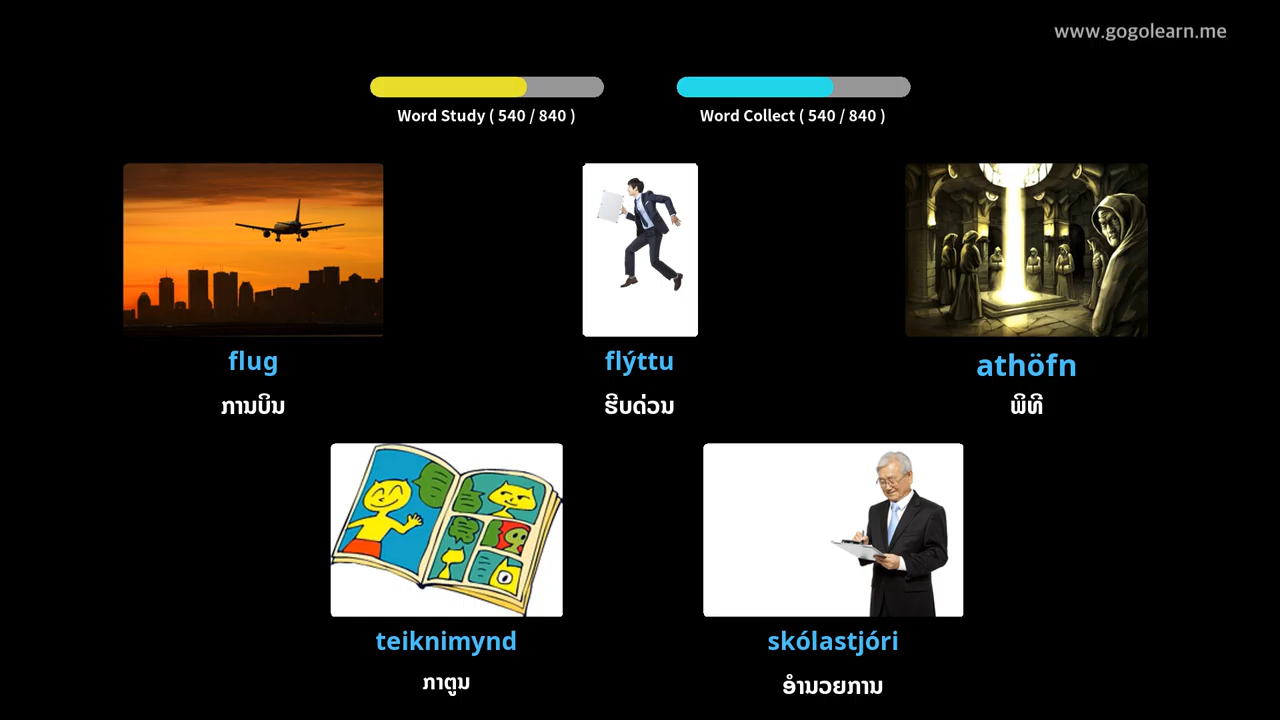 www.gogolearn.me
Word Study ( 540 / 840 )
Word Collect ( 540 / 840 )
flug
ການບິນ
flýttu
ຮີບດ່ວນ
athöfn
ພິທີ
teiknimynd
ກາຕູນ
skólastjóri
ອໍານວຍການ